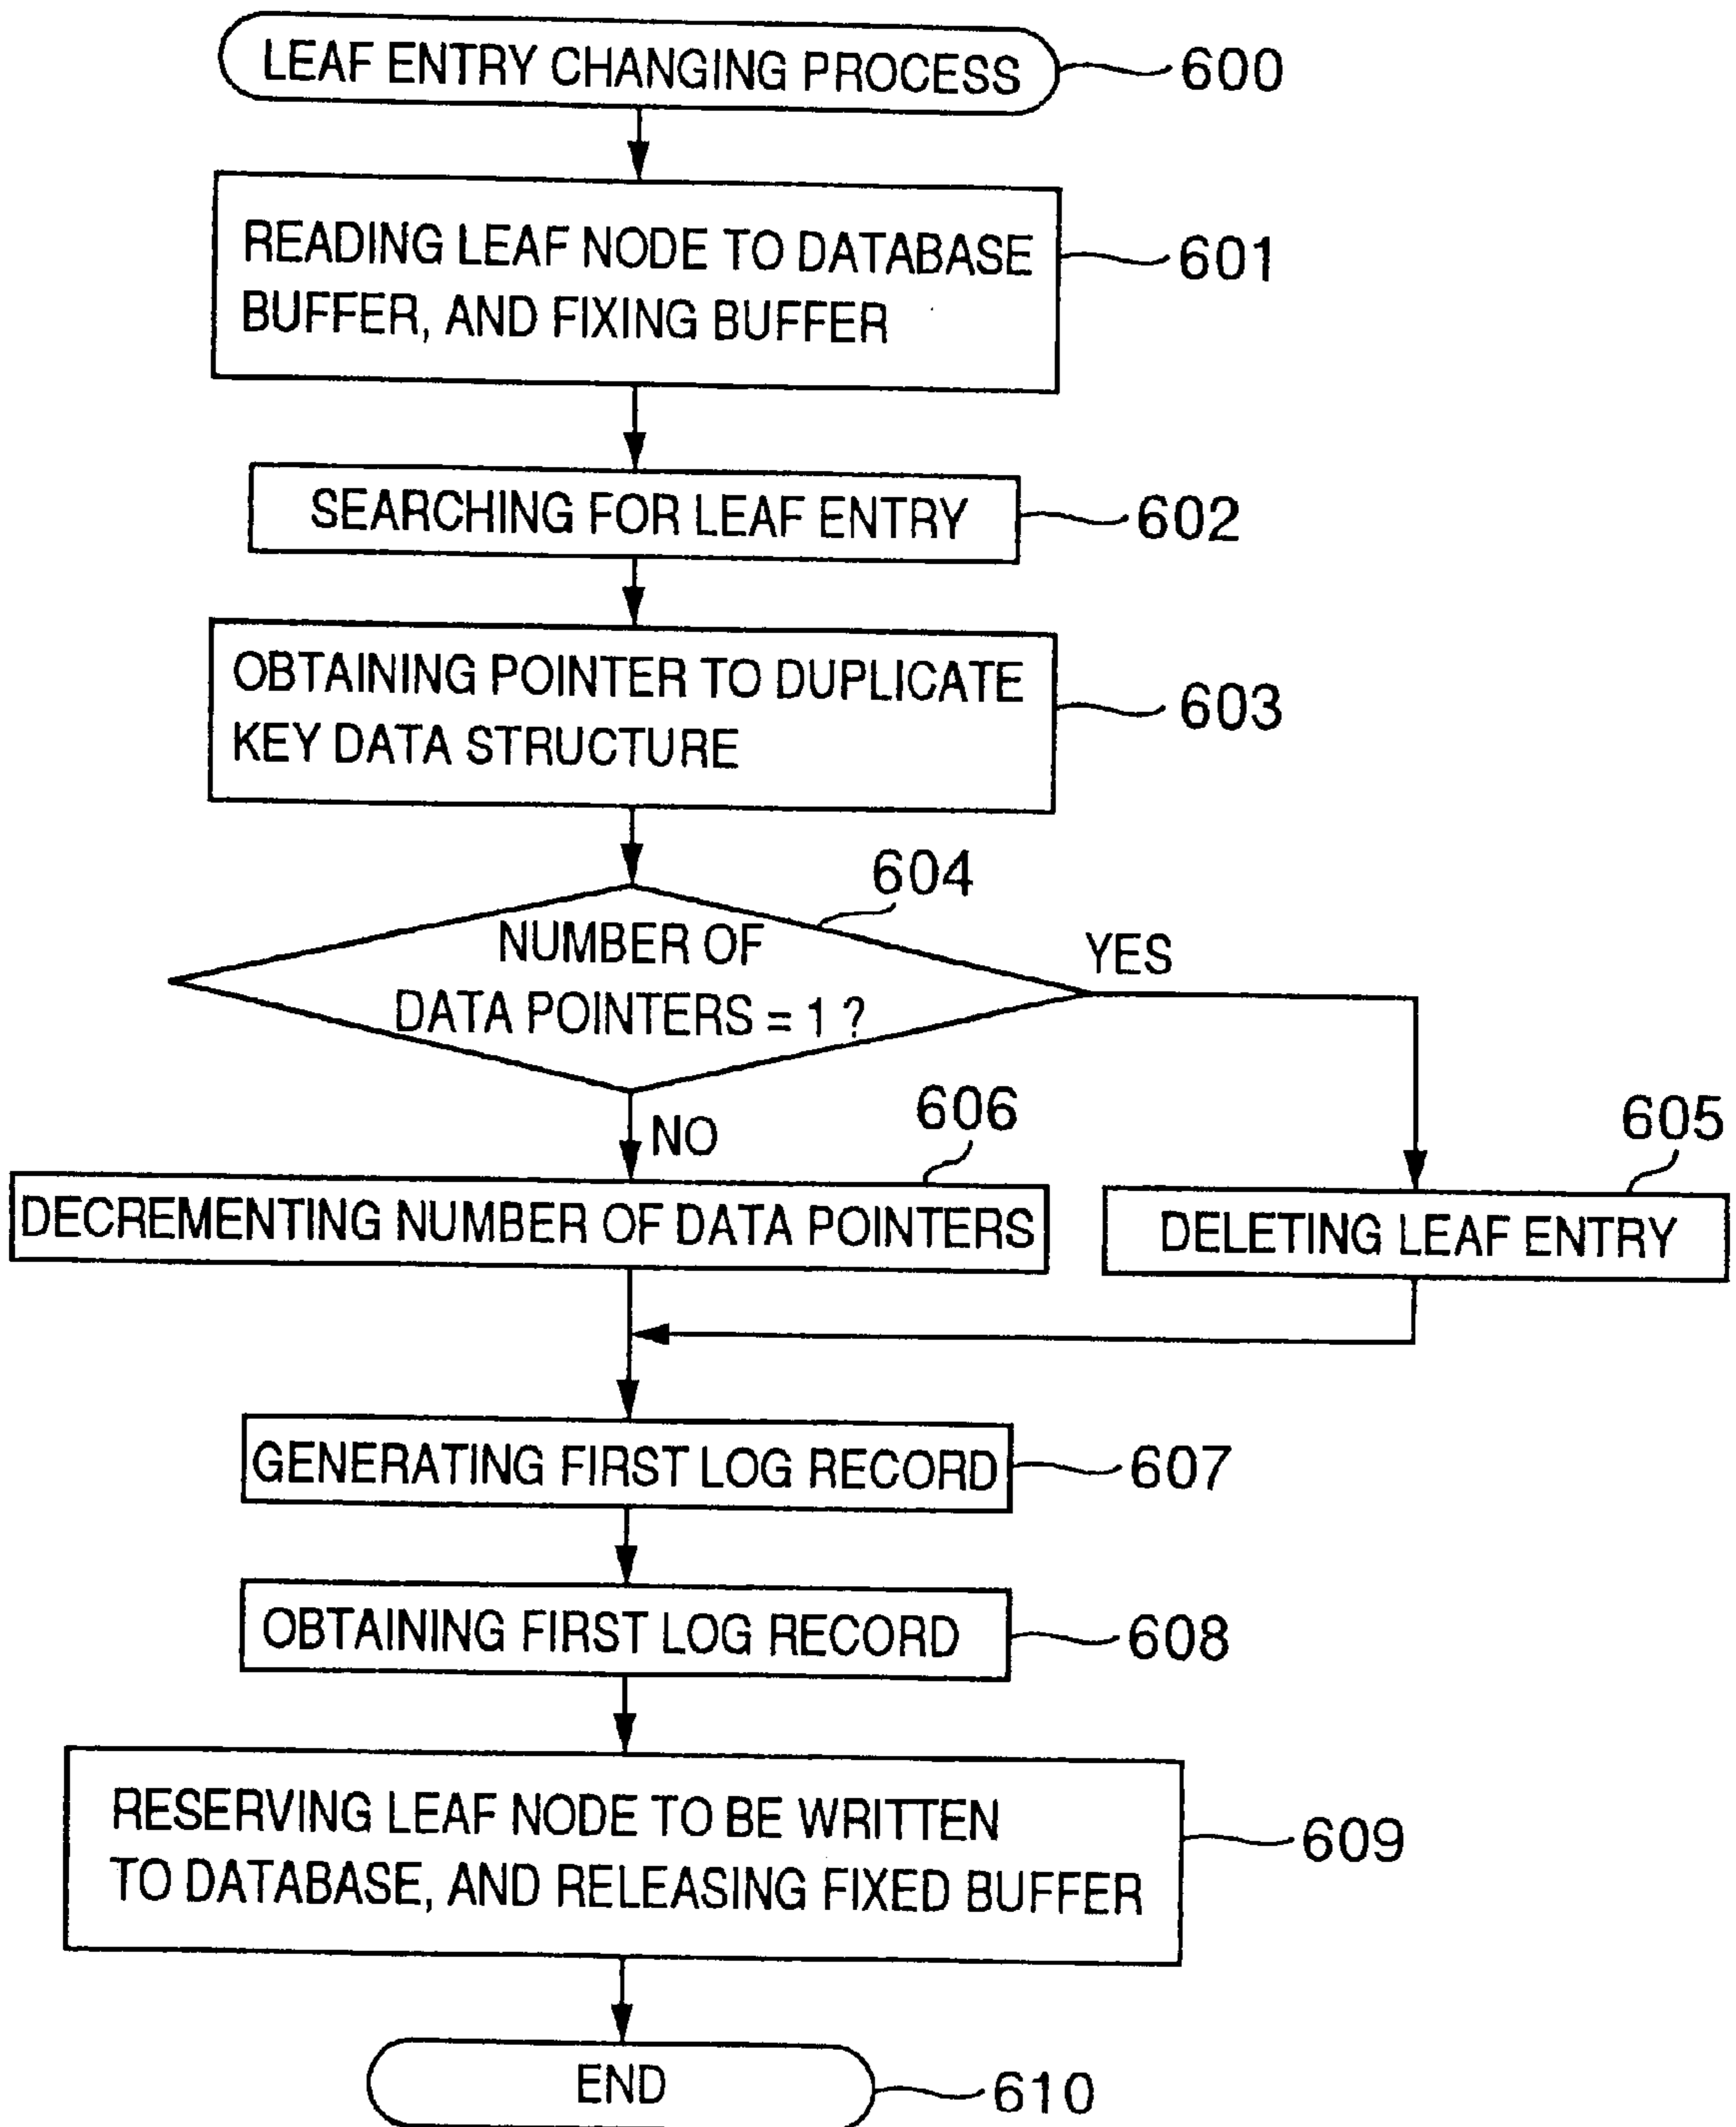 LEAF ENTRY CHANGING PROCESS
600
READING LEAF NODE TO DATABASE
BUFFER, AND FIXING BUFFER
601
SEARCHING FOR LEAF ENTRY
602
OBTAINING POINTER TO DUPLICATE
KEY DATA STRUCTURE
603
604
NUMBER OF
DATA POINTERS = 1 ?
YES
NO
606
DECREMENTING NUMBER OF DATA POINTERS
605
DELETING LEAF ENTRY
GENERATING FIRST LOG RECORD
607
OBTAINING FIRST LOG RECORD
608
RESERVING LEAF NODE TO BE WRITTEN
TO DATABASE, AND RELEASING FIXED BUFFER
609
END
610